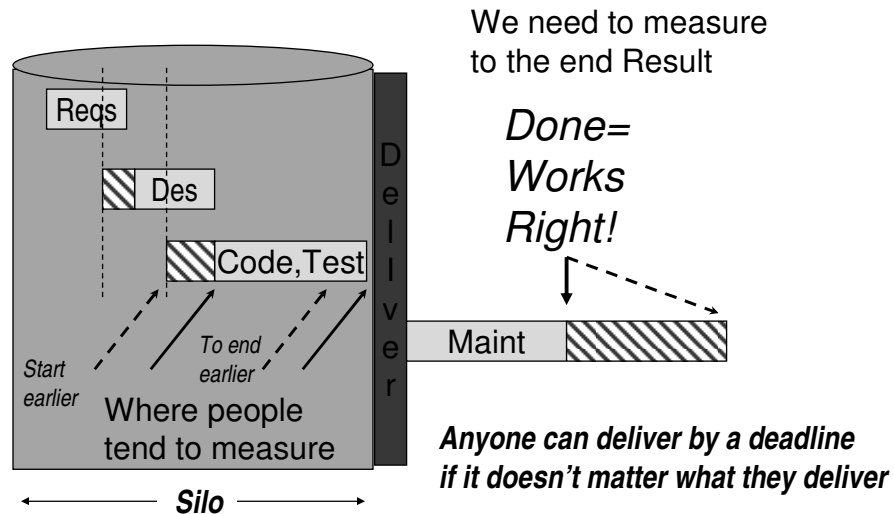 We need to measure
to the end Result
Reqs
Done=
Works
Right!
Des
Code,Test
Deliver
Maint
Start
earlier
To end
earlier
Where people
tend to measure
Anyone can deliver by a deadline
if it doesn't matter what they deliver
Silo